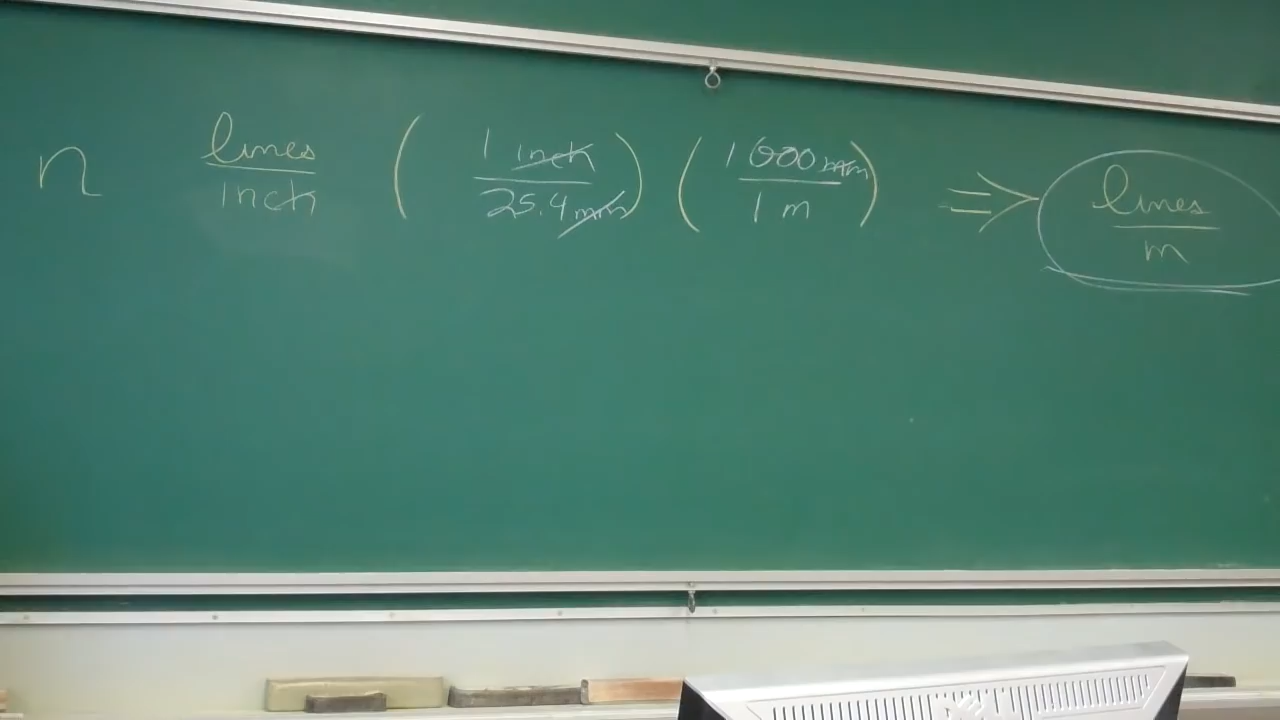 n lines/inch (1 inch/25.4 mm) (1000 mm/1 m) ⇒ lines/m